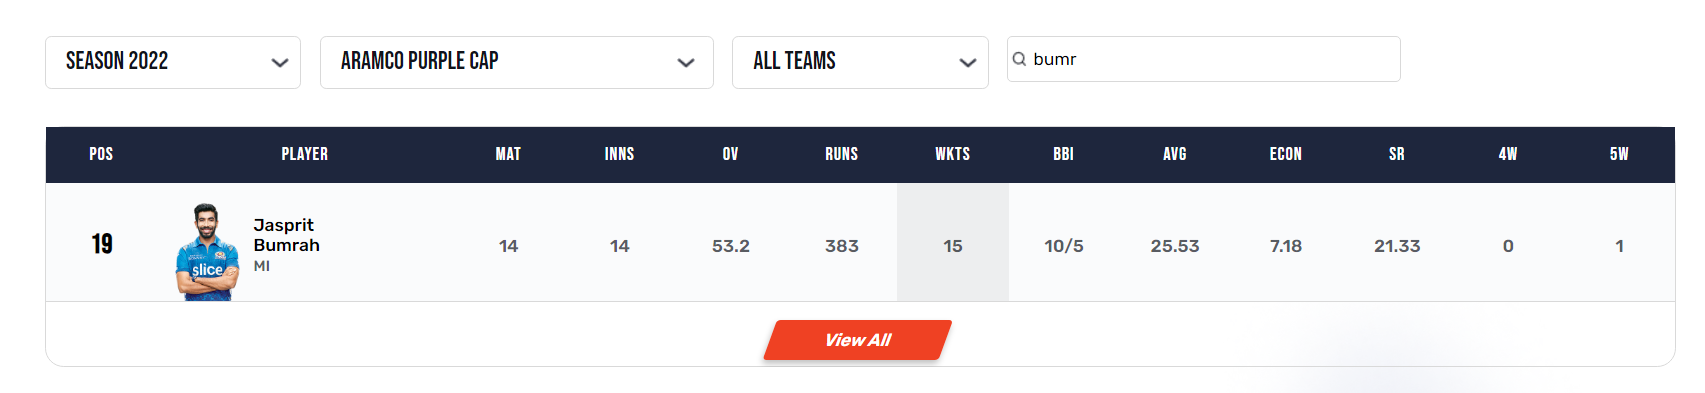 SEASON 2022 ARAMCO PURPLE CAP ALL TEAMS bumr
POS PLAYER MAT INNS OV RUNS WKTS BBI AVG ECON SR 4W 5W
19 Jasprit Bumrah MI 14 14 53.2 383 15 10/5 25.53 7.18 21.33 0 1
slice
View All